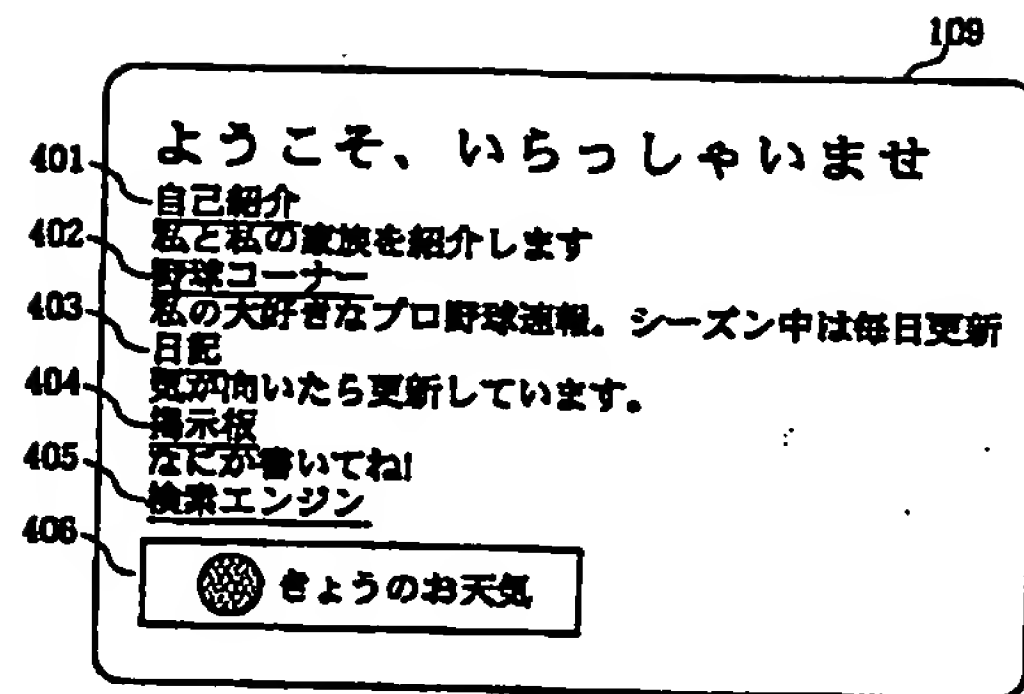 109
ようこそ、いらっしゃいませ
401
自己紹介
私と私の家族を紹介します
402
野球コーナー
私の大好きなプロ野球速報。シーズン中は毎日更新
403
日記
気が向いたら更新しています。
404
掲示板
なにか書いてね!
405
検索エンジン
406
きょうのお天気